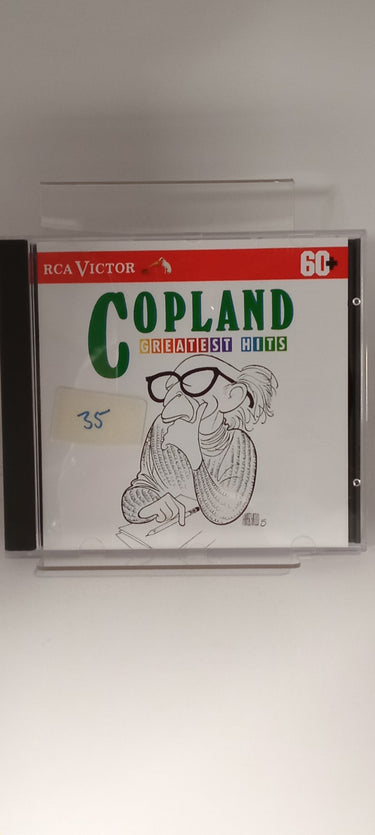 RCA VICTOR
60+
COPLAND
GREATEST HITS
35